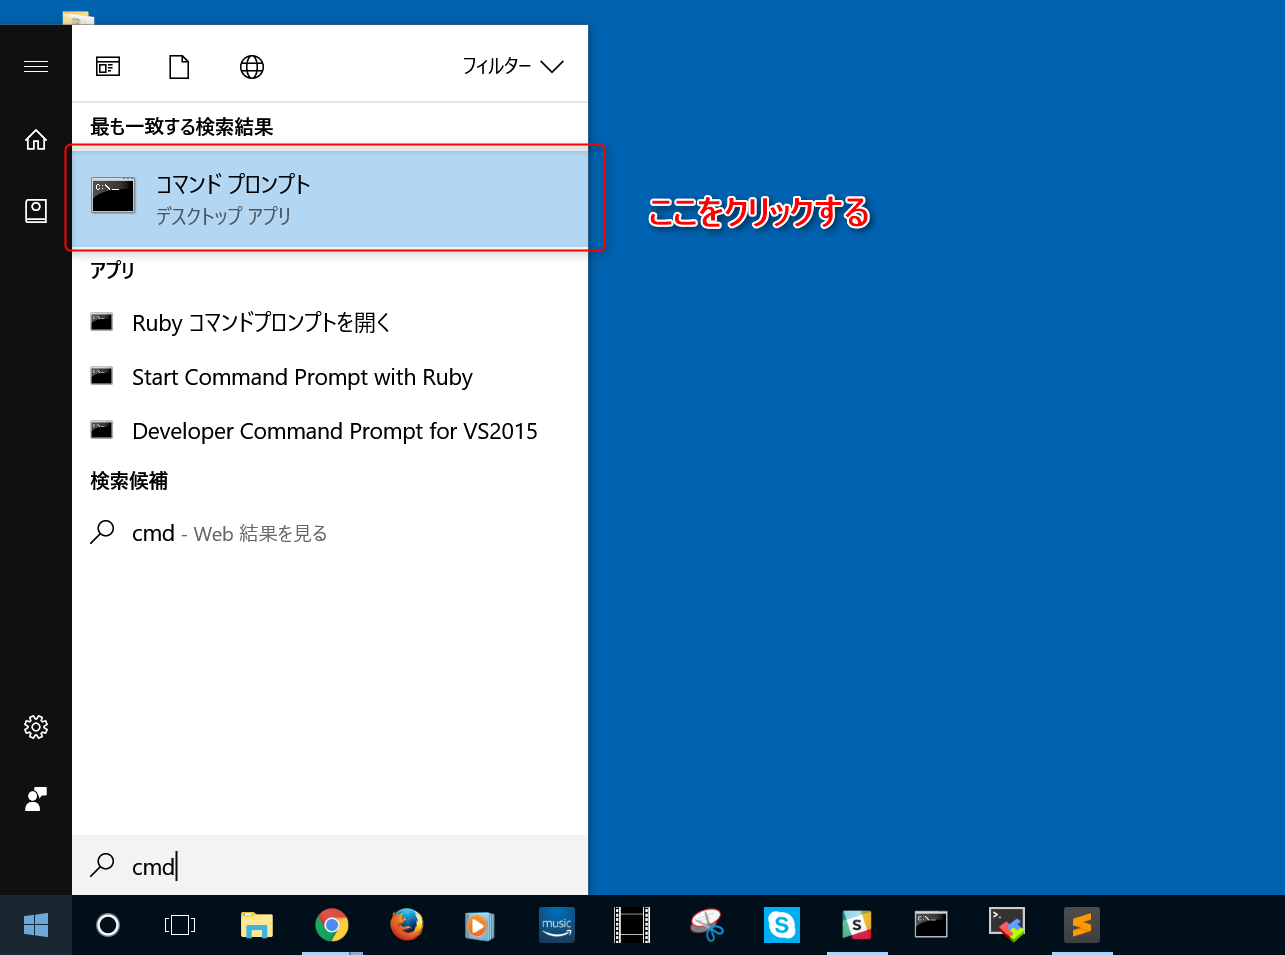 フィルター
最も一致する検索結果
コマンド プロンプト
デスクトップ アプリ
ここをクリックする
アプリ
Ruby コマンドプロンプトを開く
Start Command Prompt with Ruby
Developer Command Prompt for VS2015
検索候補
cmd - Web 結果を見る
cmd
music